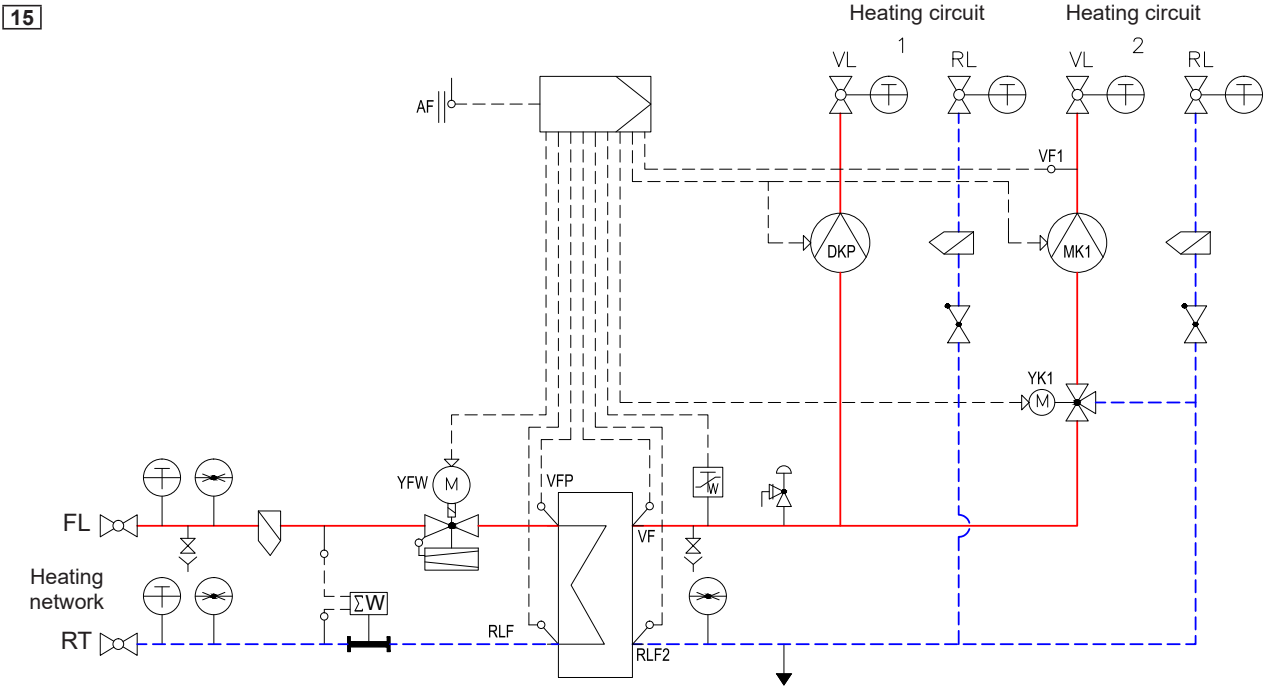 15
Heating circuit
1
Heating circuit
2
VL
T
RL
T
VL
T
RL
T
AF
VF1
DKP
MK1
YK1
M
YFW
M
VFP
T
W
FL
VF
Heating
network
T
ΣW
RT
RLF
RLF2